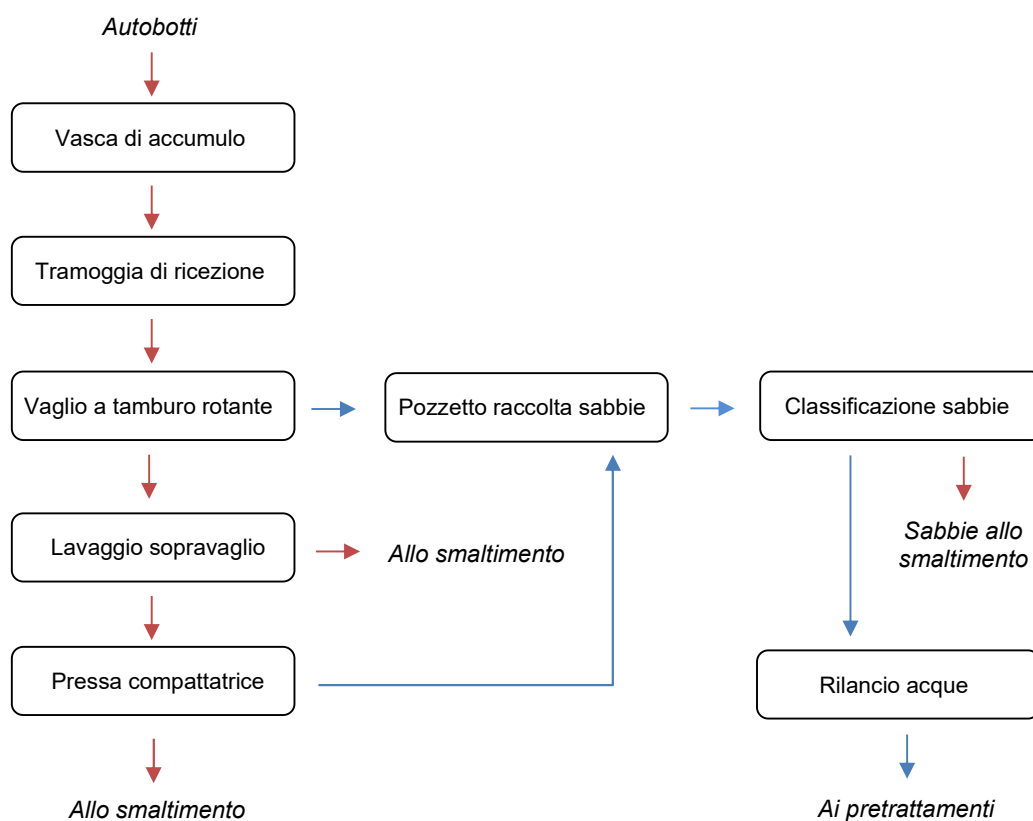 Autobotti
Vasca di accumulo
Tramoggia di ricezione
Vaglio a tamburo rotante
Pozzetto raccolta sabbie
Classificazione sabbie
Lavaggio sopravaglio
Allo smaltimento
Sabbie allo
smaltimento
Pressa compattatrice
Rilancio acque
Allo smaltimento
Ai pretrattamenti